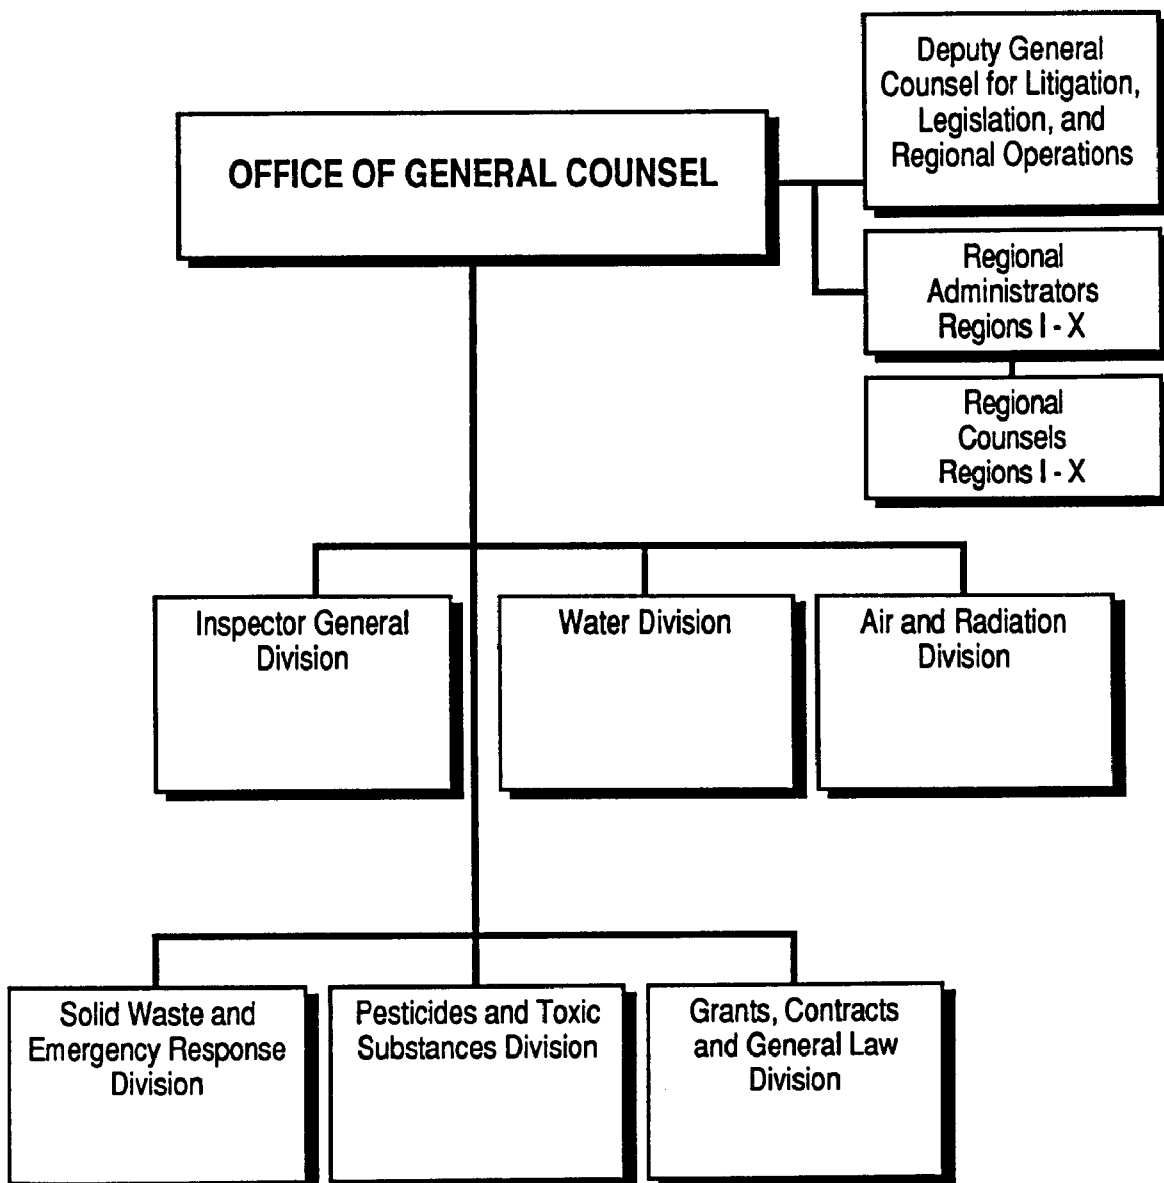 Deputy General
Counsel for Litigation,
Legislation, and
Regional Operations
OFFICE OF GENERAL COUNSEL
Regional
Administrators
Regions I - X
Regional
Counsels
Regions I - X
Inspector General
Division
Water Division
Air and Radiation
Division
Solid Waste and
Emergency Response
Division
Pesticides and Toxic
Substances Division
Grants, Contracts
and General Law
Division